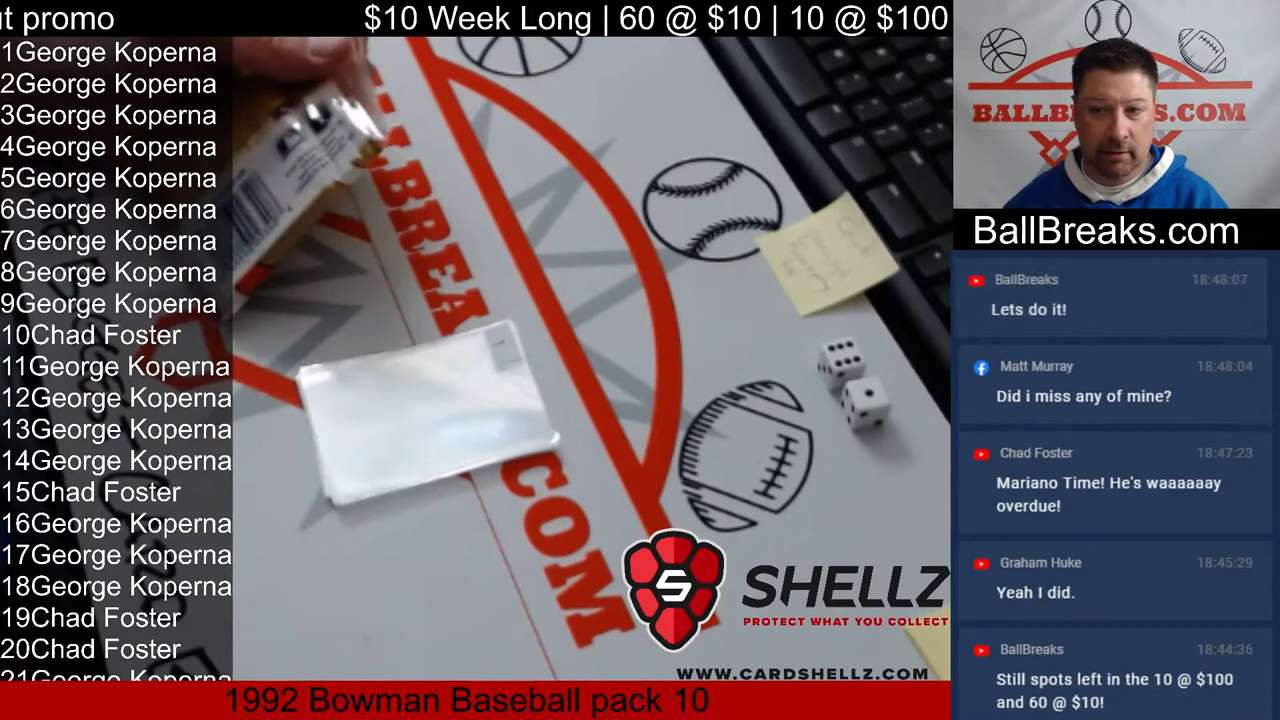 ut promo
$10 Week Long | 60 @ $10 | 10 @ $100
1George Koperna
2George Koperna
3George Koperna
4George Koperna
5George Koperna
6George Koperna
7George Koperna
8George Koperna
9George Koperna
10Chad Foster
11George Koperna
12George Koperna
13George Koperna
14George Koperna
15Chad Foster
16George Koperna
17George Koperna
18George Koperna
19Chad Foster
20Chad Foster
21George Koperna
COM
SHELLZ
PROTECT WHAT YOU COLLECT
WWW.CARDSHELLZ.COM
1992 Bowman Baseball pack 10
BALLBREAKS.COM
BallBreaks.com
BallBreaks 18:48:07
Lets do it!
Matt Murray 18:48:04
Did i miss any of mine?
Chad Foster 18:47:23
Mariano Time! He's waaaaaay
overdue!
Graham Huke 18:45:29
Yeah I did.
BallBreaks 18:44:36
Still spots left in the 10 @ $100
and 60 @ $10!